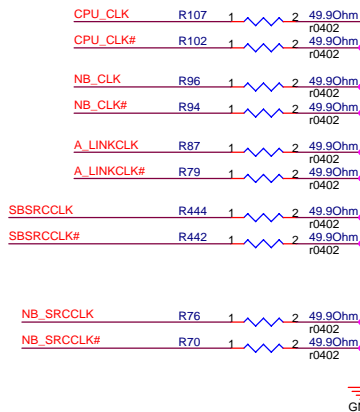 CPU_CLK R107 1 2 49.9Ohm
r0402
CPU_CLK# R102 1 2 49.9Ohm
r0402
NB_CLK R96 1 2 49.9Ohm
r0402
NB_CLK# R94 1 2 49.9Ohm
r0402
A_LINKCLK R87 1 2 49.9Ohm
r0402
A_LINKCLK# R79 1 2 49.9Ohm
r0402
SBSRCCLK R444 1 2 49.9Ohm
r0402
SBSRCCLK# R442 1 2 49.9Ohm
r0402
NB_SRCCLK R76 1 2 49.9Ohm
r0402
NB_SRCCLK# R70 1 2 49.9Ohm
r0402